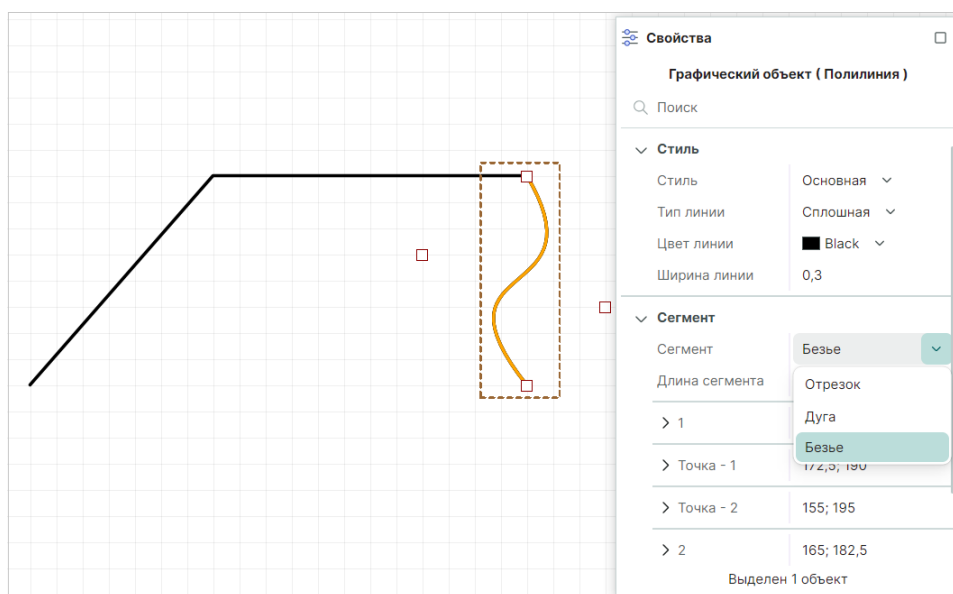 Свойства
Графический объект ( Полилиния )
Поиск
Стиль
Стиль Основная
Тип линии Сплошная
Цвет линии Black
Ширина линии 0,3
Сегмент
Сегмент Безье
Длина сегмента
Отрезок
Дуга
Безье
1
Точка - 1 172,5; 190
Точка - 2 155; 195
2 165; 182,5
Выделен 1 объект